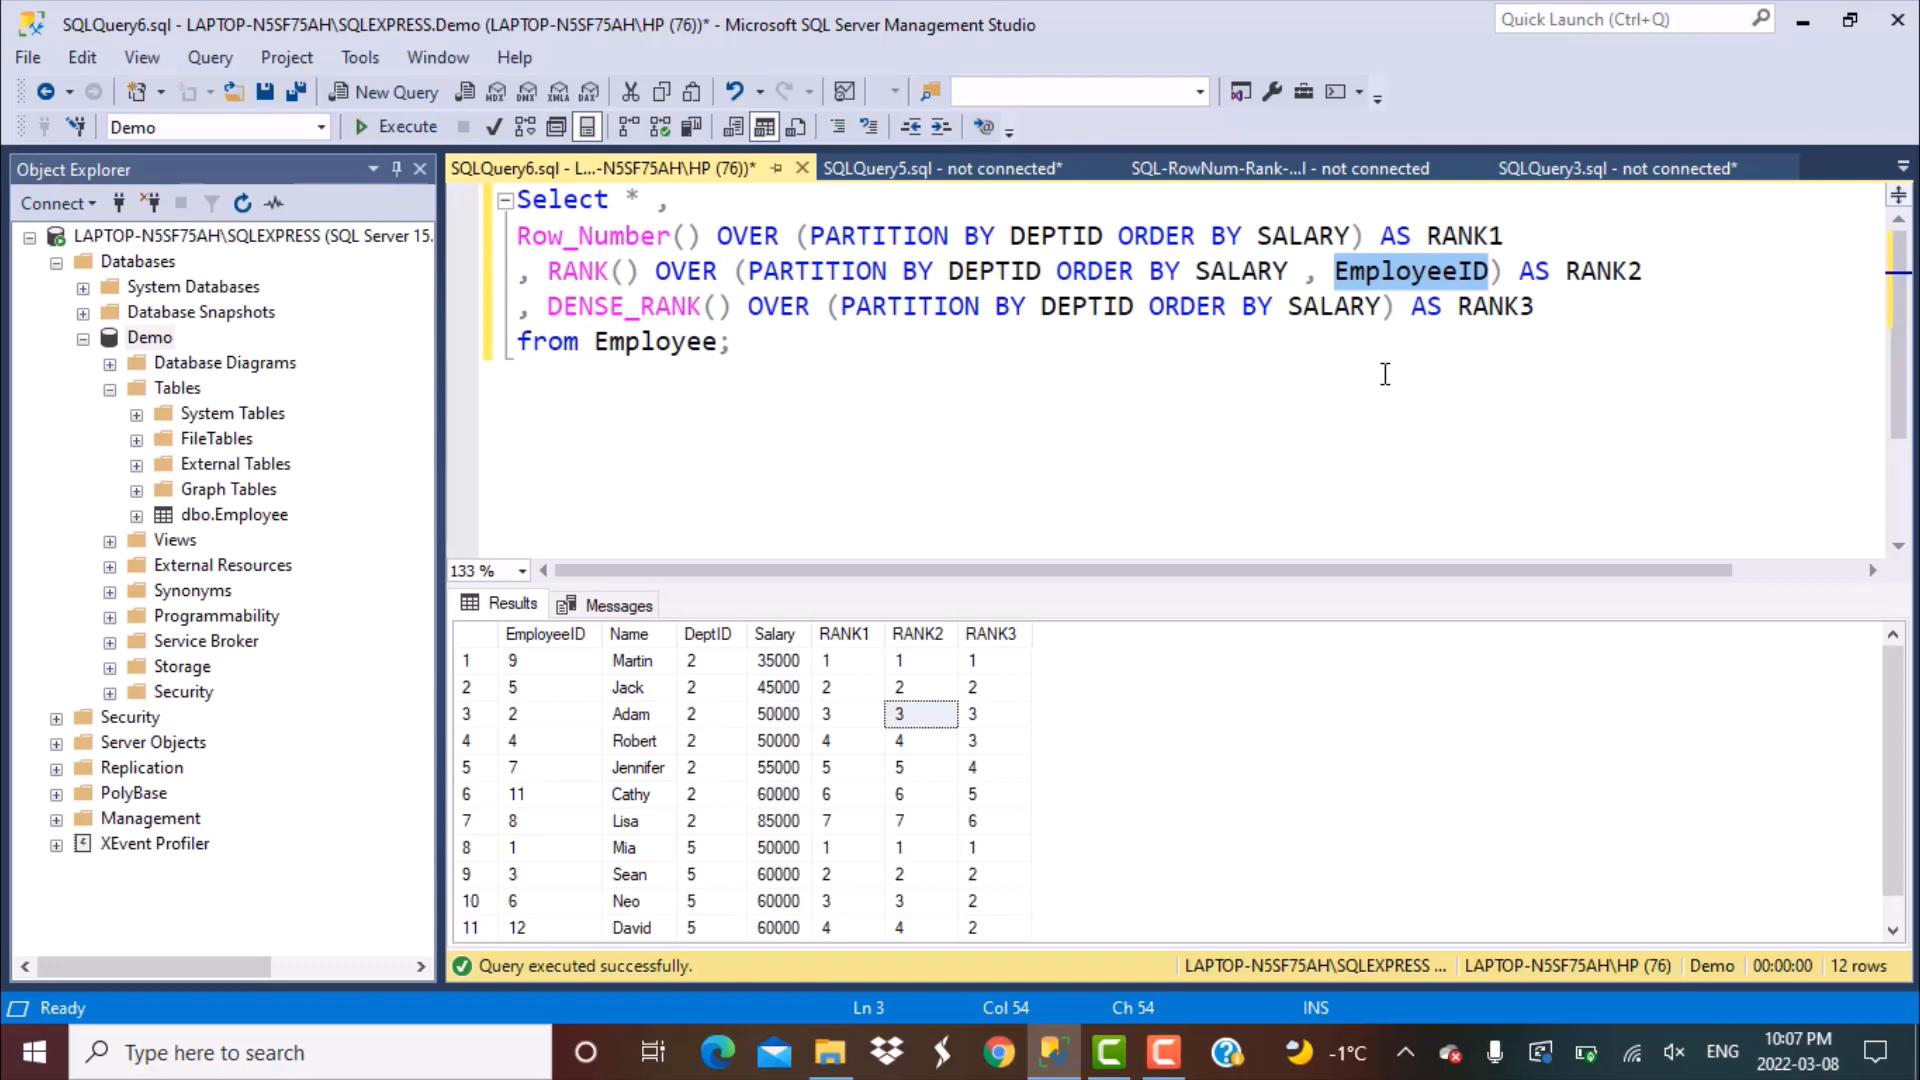 SQLQuery6.sql - LAPTOP-N5SF75AH\SQLEXPRESS.Demo (LAPTOP-N5SF75AH\HP (76))* - Microsoft SQL Server Management Studio
Quick Launch (Ctrl+Q)
File Edit View Query Project Tools Window Help
New Query
MDX DMX XMLA DAX
Demo
Execute
Object Explorer
SQLQuery6.sql - L...-N5SF75AH\HP (76))*
SQLQuery5.sql - not connected*
SQL-RowNum-Rank-...l - not connected
SQLQuery3.sql - not connected*
Connect
LAPTOP-N5SF75AH\SQLEXPRESS (SQL Server 15.
Databases
System Databases
Database Snapshots
Demo
Database Diagrams
Tables
System Tables
FileTables
External Tables
Graph Tables
dbo.Employee
Views
External Resources
Synonyms
Programmability
Service Broker
Storage
Security
Security
Server Objects
Replication
PolyBase
Management
XEvent Profiler
Select * ,
Row_Number() OVER (PARTITION BY DEPTID ORDER BY SALARY) AS RANK1
, RANK() OVER (PARTITION BY DEPTID ORDER BY SALARY , EmployeeID) AS RANK2
, DENSE_RANK() OVER (PARTITION BY DEPTID ORDER BY SALARY) AS RANK3
from Employee;
133 %
Results Messages
EmployeeID Name DeptID Salary RANK1 RANK2 RANK3
1 9 Martin 2 35000 1 1 1
2 5 Jack 2 45000 2 2 2
3 2 Adam 2 50000 3 3 3
4 4 Robert 2 50000 4 4 3
5 7 Jennifer 2 55000 5 5 4
6 11 Cathy 2 60000 6 6 5
7 8 Lisa 2 85000 7 7 6
8 1 Mia 5 50000 1 1 1
9 3 Sean 5 60000 2 2 2
10 6 Neo 5 60000 3 3 2
11 12 David 5 60000 4 4 2
Query executed successfully.
LAPTOP-N5SF75AH\SQLEXPRESS ... LAPTOP-N5SF75AH\HP (76) Demo 00:00:00 12 rows
Ready Ln 3 Col 54 Ch 54 INS
Type here to search
-1°C
ENG
10:07 PM
2022-03-08